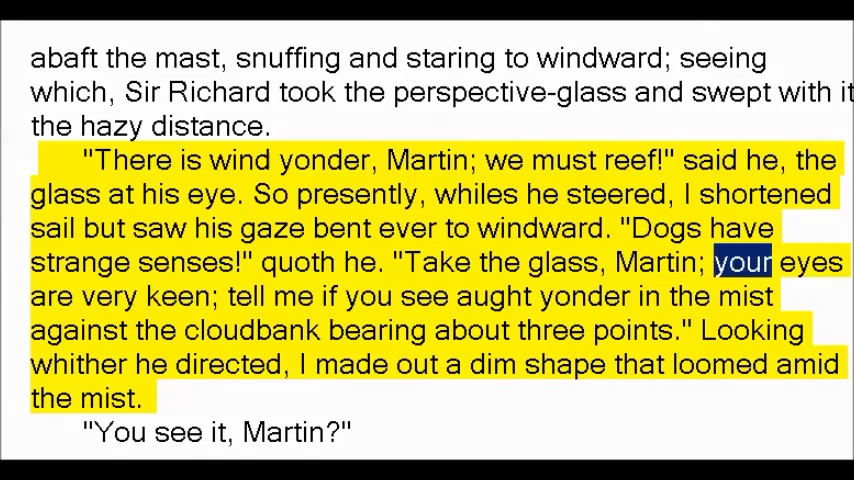 abaft the mast, snuffing and staring to windward; seeing
which, Sir Richard took the perspective-glass and swept with it
the hazy distance.
"There is wind yonder, Martin; we must reef!" said he, the
glass at his eye. So presently, whiles he steered, I shortened
sail but saw his gaze bent ever to windward. "Dogs have
strange senses!" quoth he. "Take the glass, Martin; your eyes
are very keen; tell me if you see aught yonder in the mist
against the cloudbank bearing about three points." Looking
whither he directed, I made out a dim shape that loomed amid
the mist.
"You see it, Martin?"